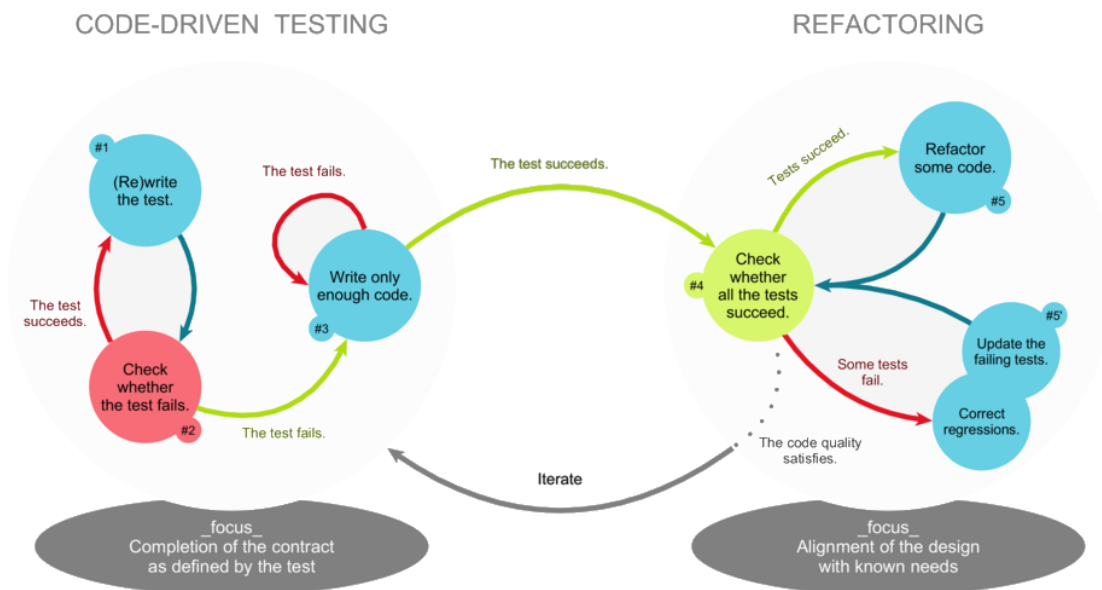 CODE-DRIVEN TESTING
REFACTORING
#1
(Re)write
the test.
The test
succeeds.
Check
whether
the test fails.
#2
The test fails.
The test fails.
Write only
enough code.
#3
The test succeeds.
Check
whether
all the tests
succeed.
#4
Tests succeed.
Refactor
some code.
#5
Some tests
fail.
#5'
Update the
failing tests.
Correct
regressions.
The code quality
satisfies.
Iterate
_focus_
Completion of the contract
as defined by the test
_focus_
Alignment of the design
with known needs